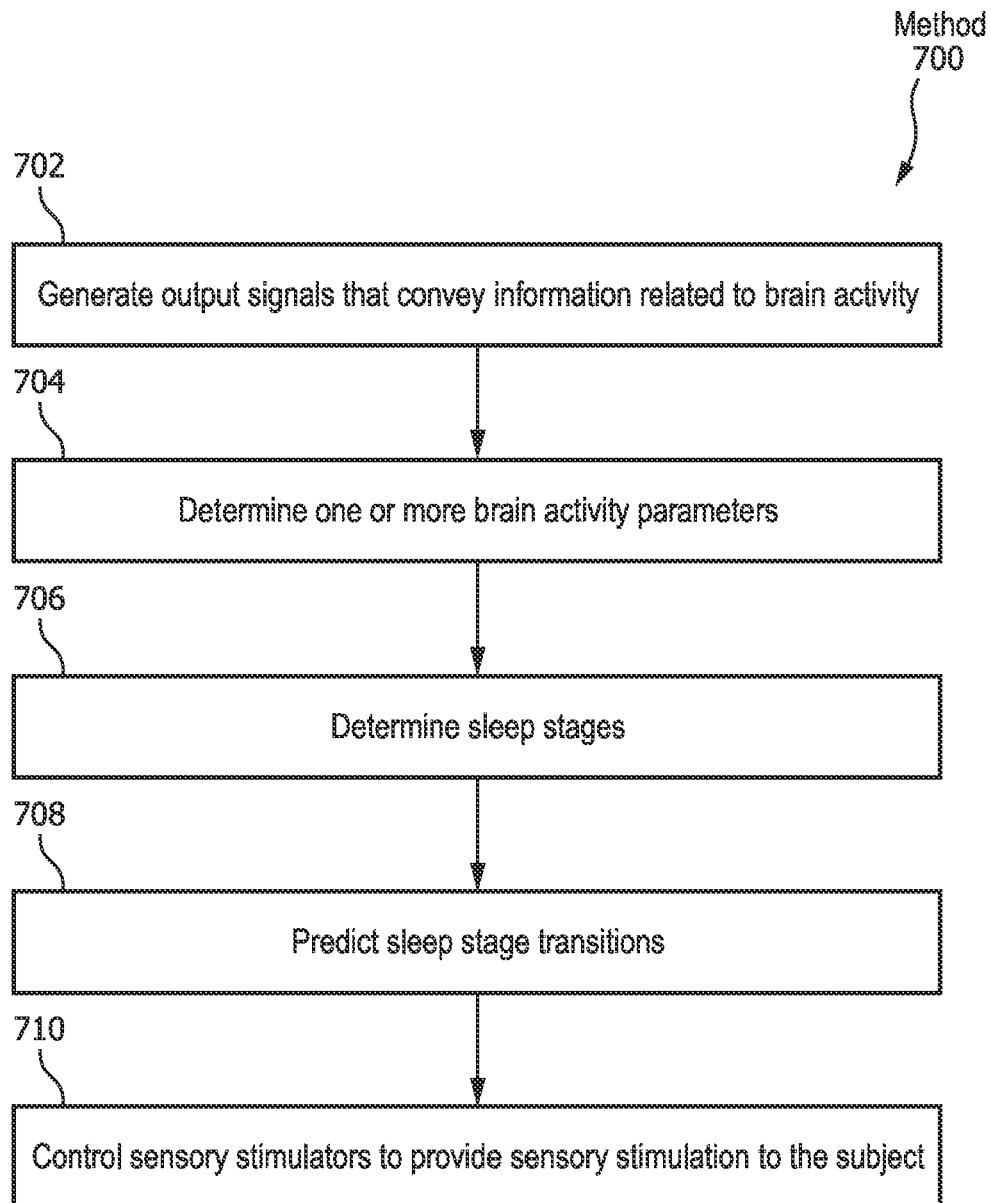 Method
700
702
Generate output signals that convey information related to brain activity
704
Determine one or more brain activity parameters
706
Determine sleep stages
708
Predict sleep stage transitions
710
Control sensory stimulators to provide sensory stimulation to the subject